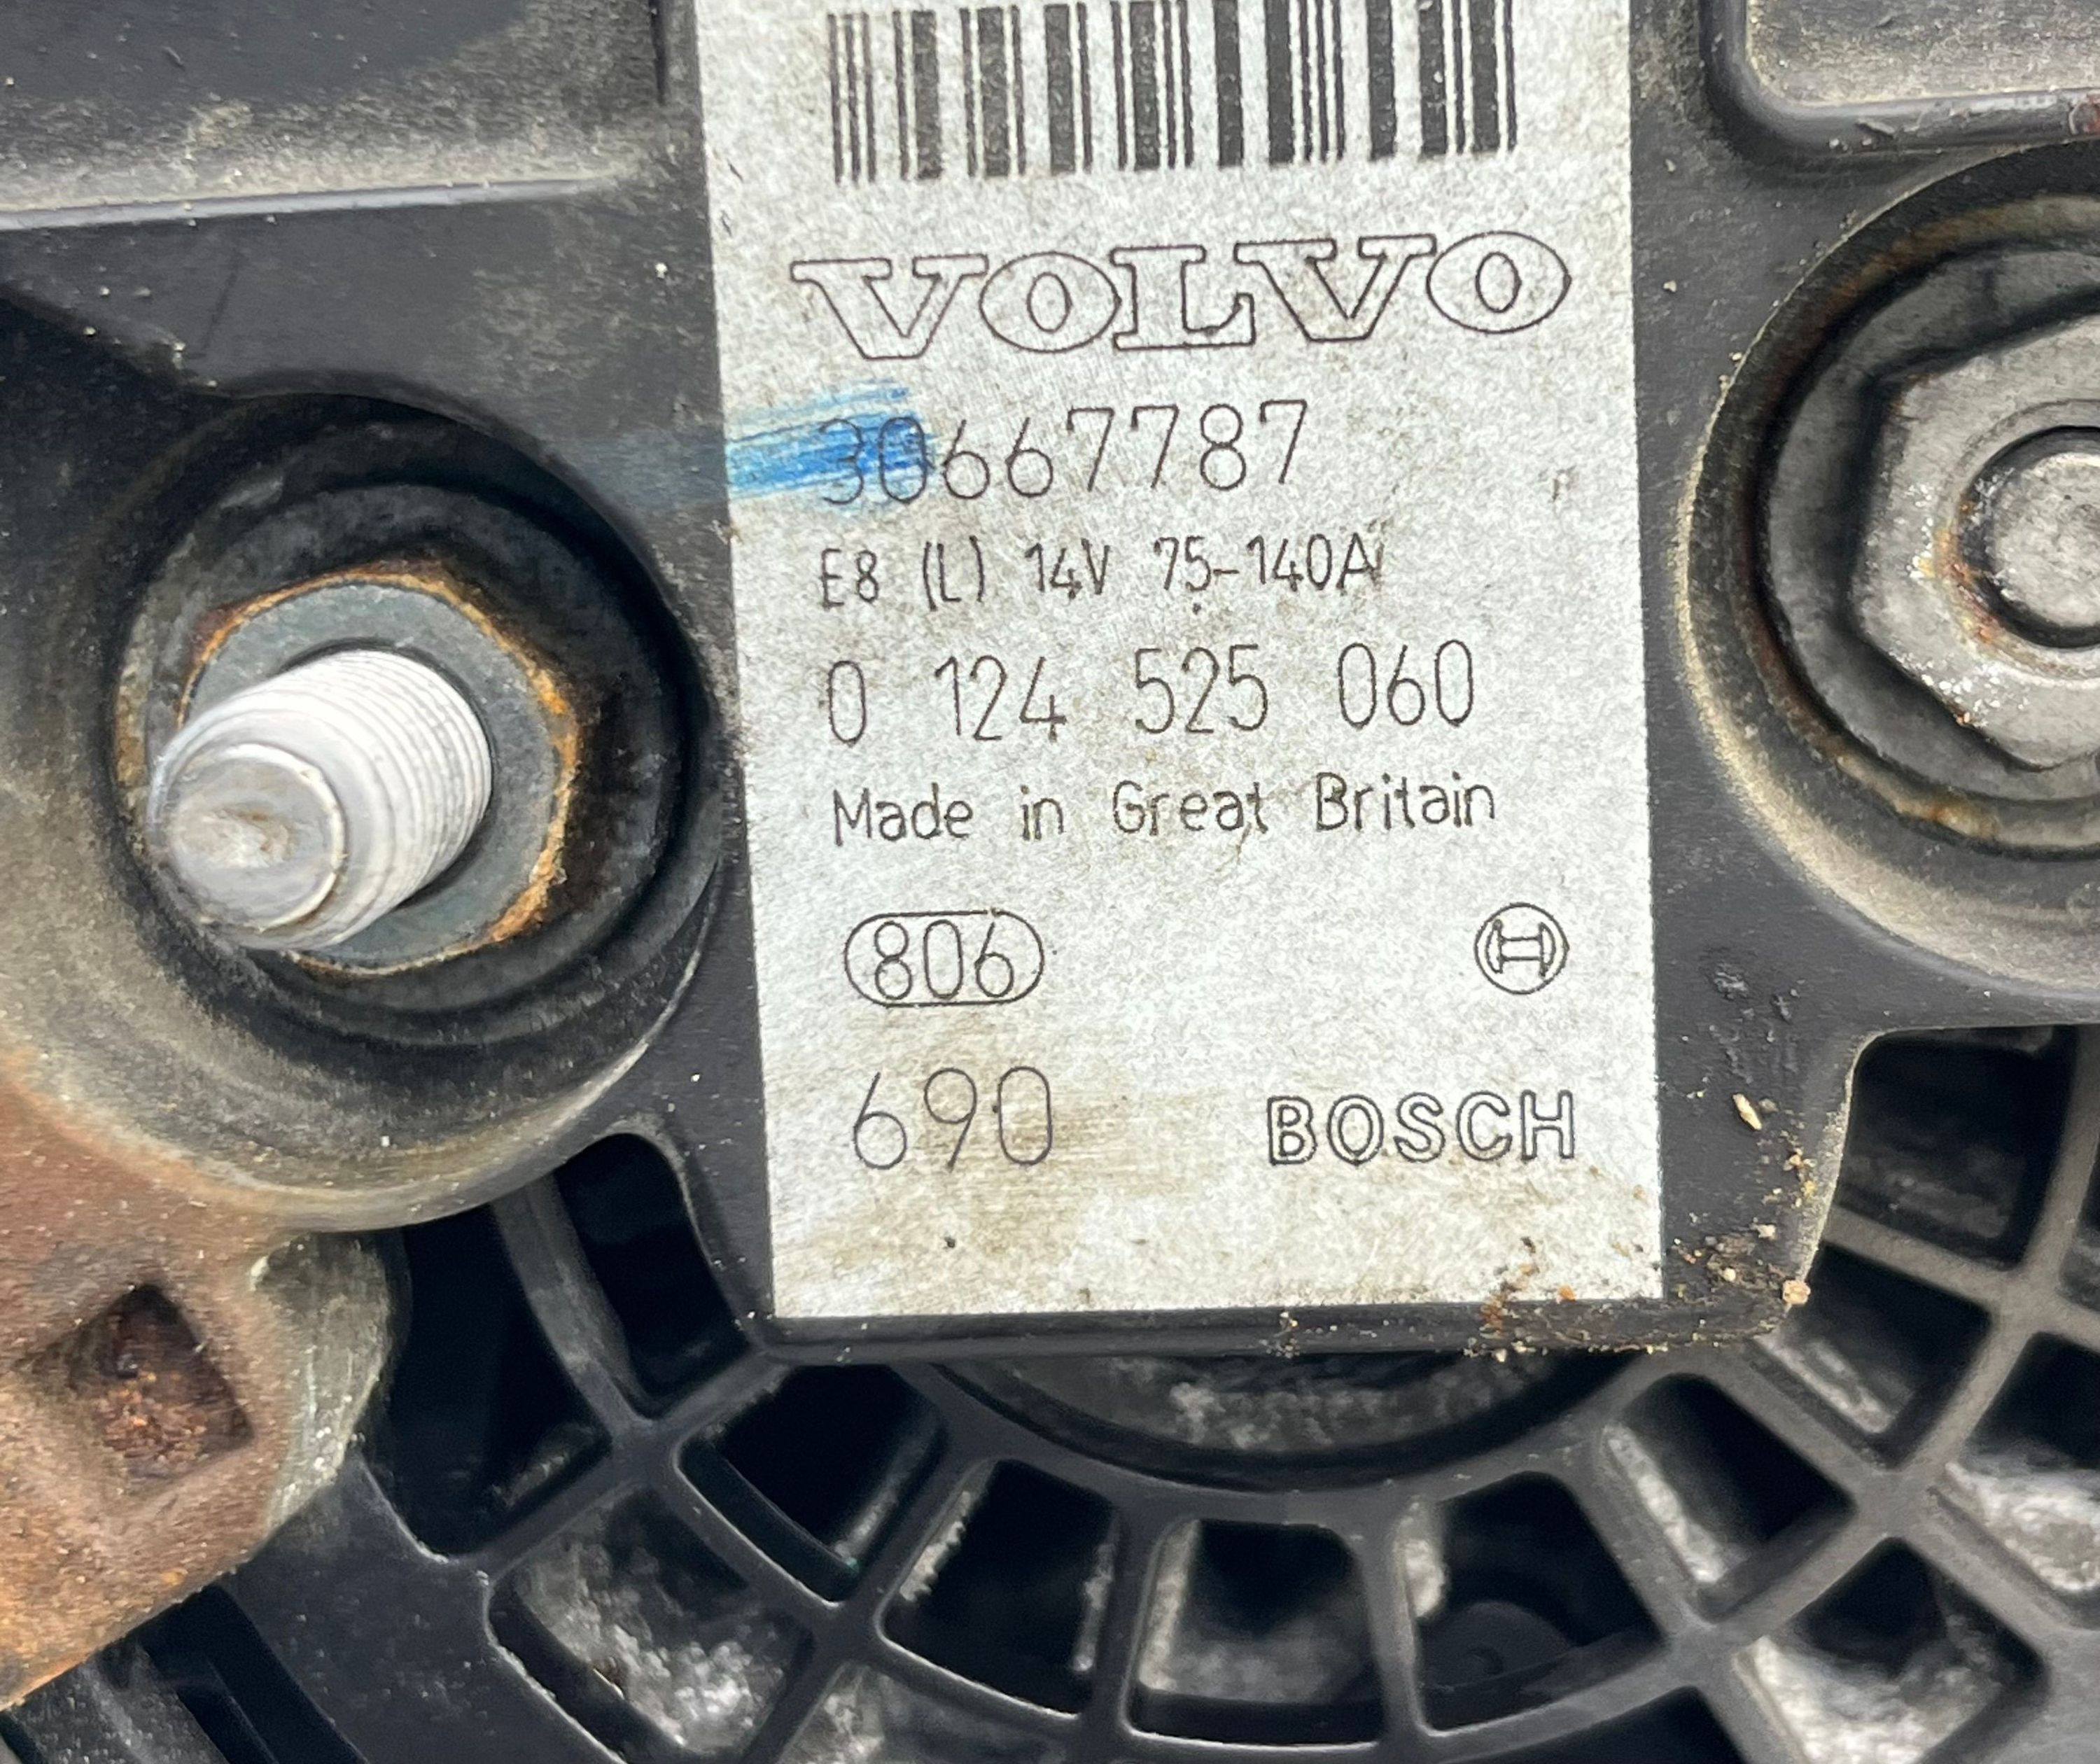 VOLVO
30667787
E8 (L) 14V 75-140A
0 124 525 060
Made in Great Britain
806
690 BOSCH